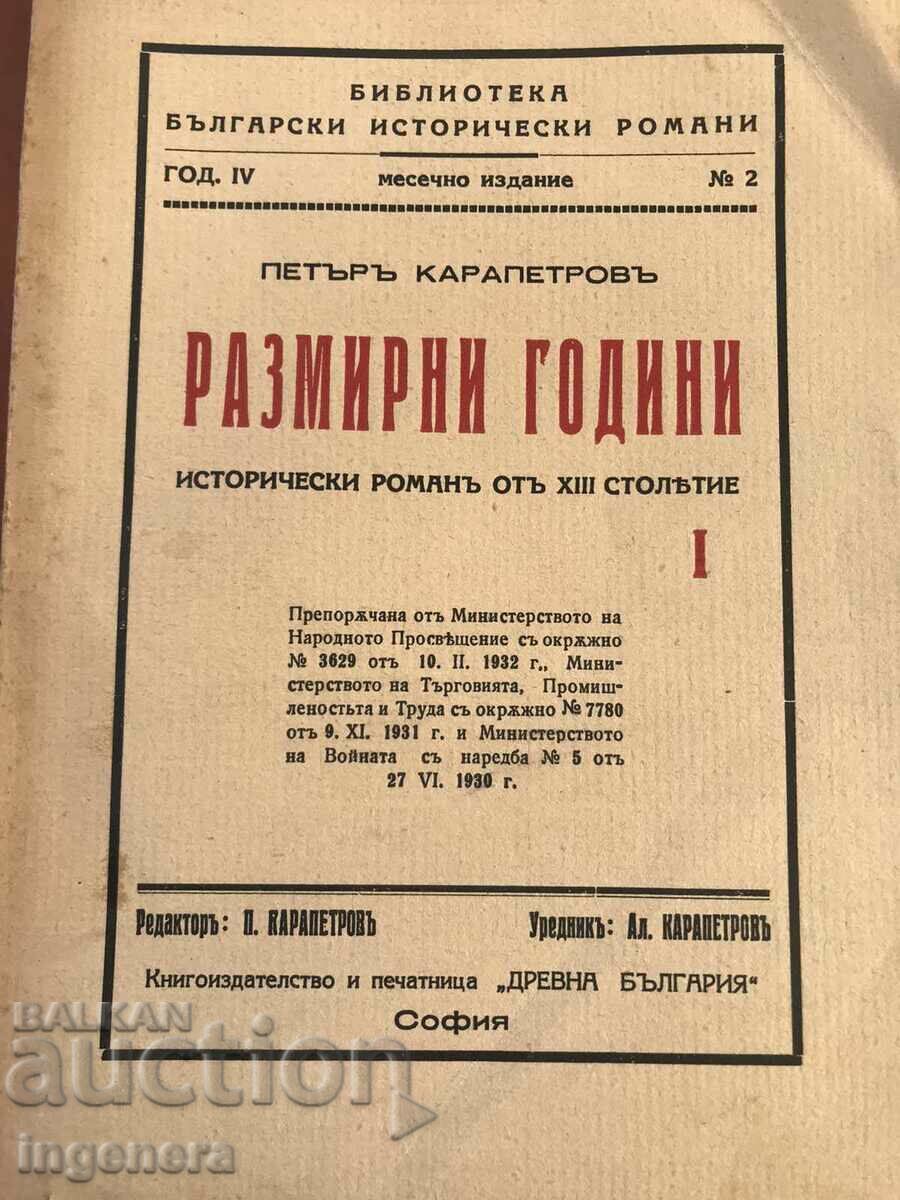 БИБЛИОТЕКА
БЪЛГАРСКИ ИСТОРИЧЕСКИ РОМАНИ
ГОД. IV месечно издание № 2
ПЕТЪРЪ КАРАПЕТРОВЪ
РАЗМИРНИ ГОДИНИ
ИСТОРИЧЕСКИ РОМАНЪ ОТЪ XIII СТОЛѢТИЕ
I
Препорѫчана отъ Министерството на
Народното Просвѣщение съ окрѫжно
№ 3629 отъ 10. II. 1932 г., Мини-
стерството на Търговията, Промиш-
леностьта и Труда съ окрѫжно № 7780
отъ 9. XI. 1931 г. и Министерството
на Войната съ наредба № 5 отъ
27 VI. 1930 г.
Редакторъ: П. КАРАПЕТРОВЪ Уредникъ: Ал. КАРАПЕТРОВЪ
Книгоиздателство и печатница „ДРЕВНА БЪЛГАРИЯ“
София
BALKAN
auction
ingenera